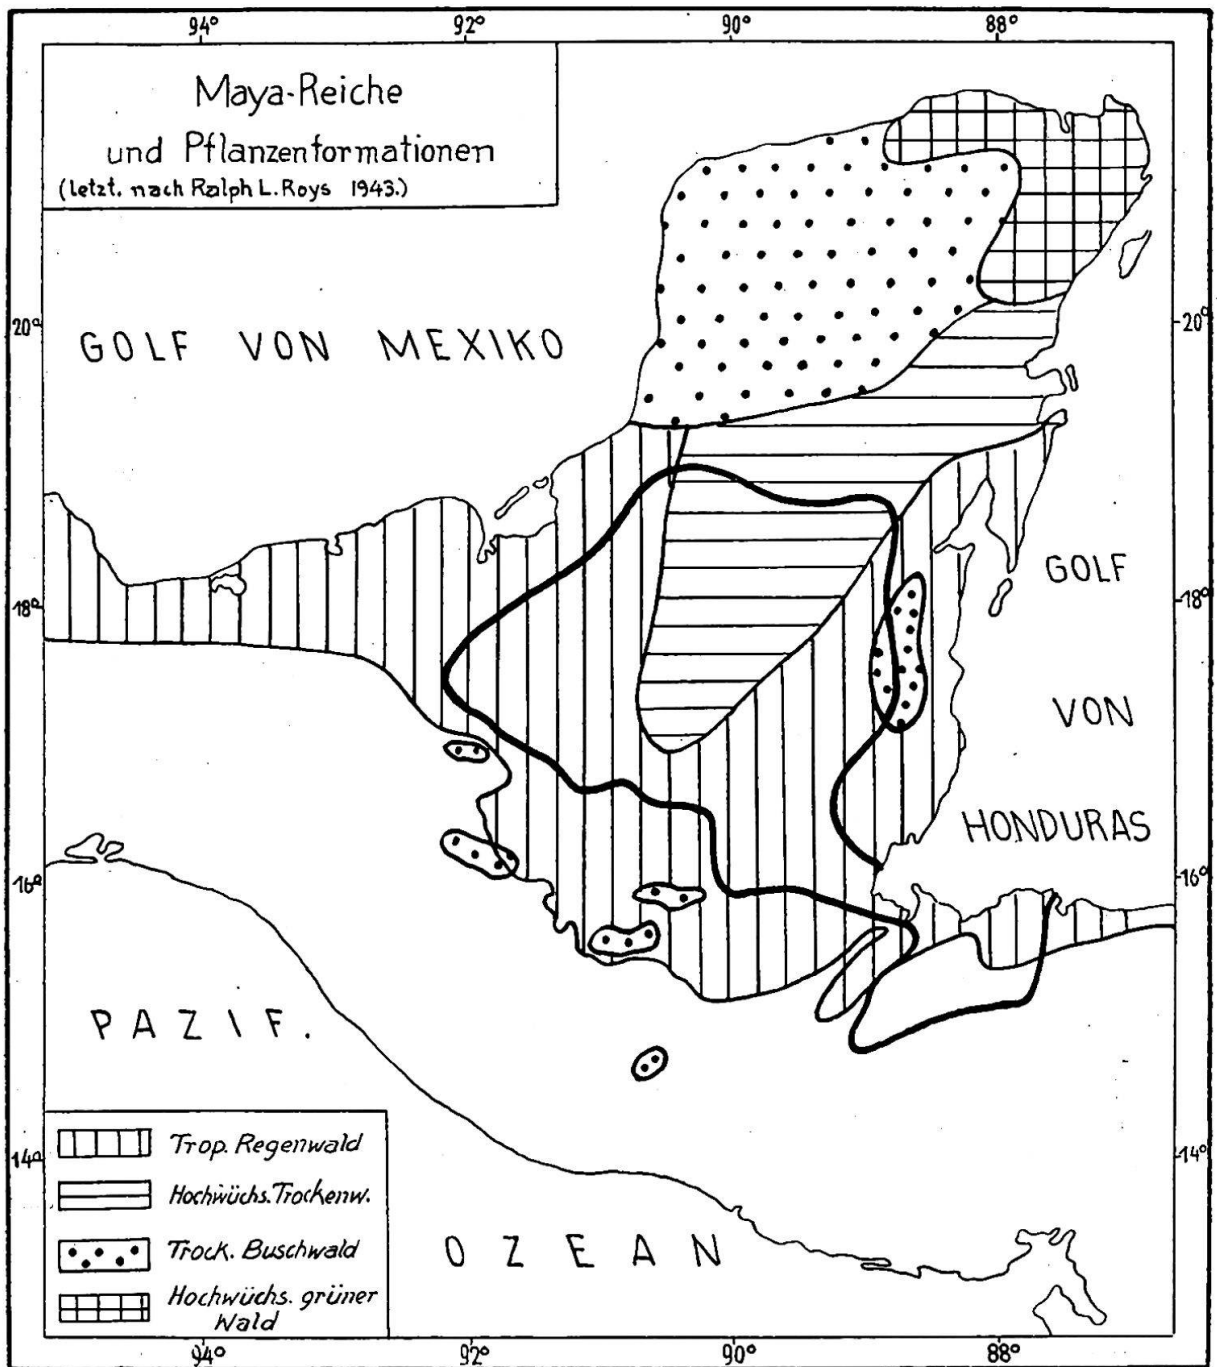 94° 92° 90° 88°
Maya-Reiche
und Pflanzenformationen
(letzt. nach Ralph L. Roys 1943.)
20° 20°
GOLF VON MEXIKO
18° 18°
GOLF
VON
HONDURAS
16° 16°
PAZIF.
14° 14°
OZEAN
Trop. Regenwald
Hochwüchs. Trockenw.
Trock. Buschwald
Hochwüchs. grüner
Wald
94° 92° 90° 88°